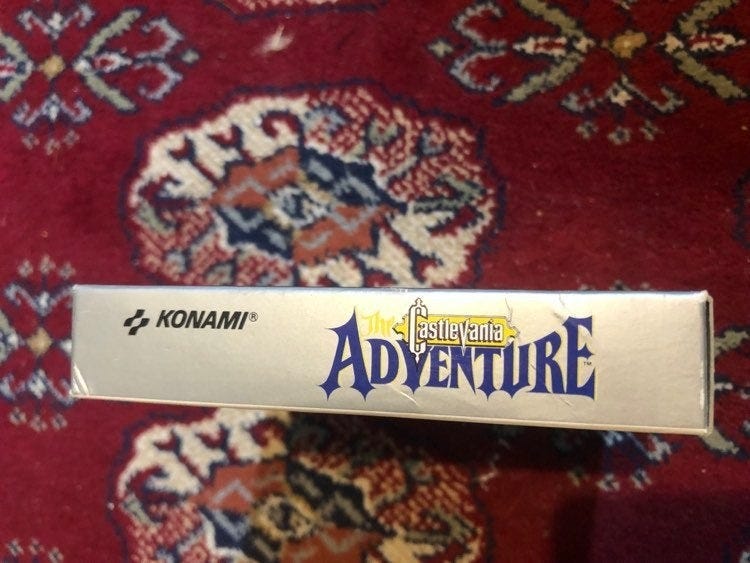 KONAMI®
The Castlevania
ADVENTURE™